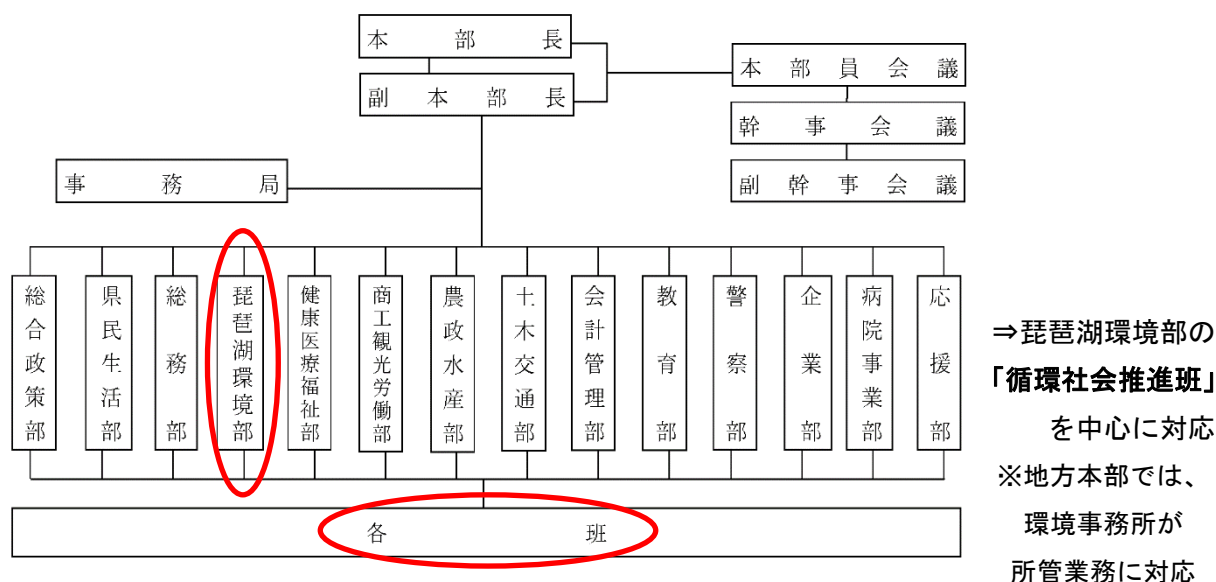 本部長
副本部長
本部員会議
幹事会議
副幹事会議
事務局
総合政策部
県民生活部
総務部
琵琶湖環境部
健康医療福祉部
商工観光労働部
農政水産部
土木交通部
会計管理部
教育部
警察部
企業部
病院事業部
応援部
各班
⇒琵琶湖環境部の
「循環社会推進班」
を中心に対応
※地方本部では、
環境事務所が
所管業務に対応